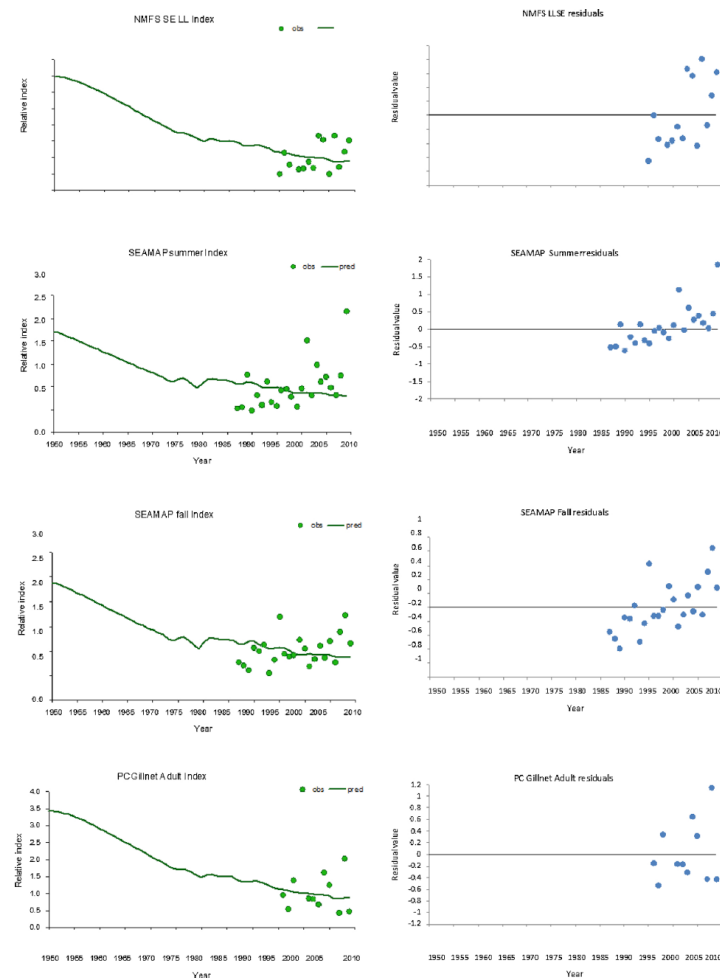 NMFS SE LL Index
obs
Relative index
NMFS LLSE residuals
Residual value
SEAMAP summer Index
obs pred
3.0
2.5
2.0
1.5
1.0
0.5
0.0
Relative index
1950 1955 1960 1965 1970 1975 1980 1985 1990 1995 2000 2005 2010
Year
SEAMAP Summer residuals
2
1.5
1
0.5
0
-0.5
-1
-1.5
-2
Residual value
1950 1955 1960 1965 1970 1975 1980 1985 1990 1995 2000 2005 2010
Year
SEAMAP fall Index
obs pred
3.0
2.5
2.0
1.5
1.0
0.5
0.0
Relative index
1950 1955 1960 1965 1970 1975 1980 1985 1990 1995 2000 2005 2010
Year
SEAMAP Fall residuals
1
0.8
0.6
0.4
0.2
0
-0.2
-0.4
-0.6
-0.8
-1
Residual value
1950 1955 1960 1965 1970 1975 1980 1985 1990 1995 2000 2005 2010
Year
PC Gillnet Adult Index
obs pred
4.0
3.5
3.0
2.5
2.0
1.5
1.0
0.5
0.0
Relative index
1950 1955 1960 1965 1970 1975 1980 1985 1990 1995 2000 2005 2010
Year
PC Gillnet Adult residuals
1.2
1
0.8
0.6
0.4
0.2
0
-0.2
-0.4
-0.6
-0.8
-1
-1.2
Residual value
1950 1955 1960 1965 1970 1975 1980 1985 1990 1995 2000 2005 2010
Year